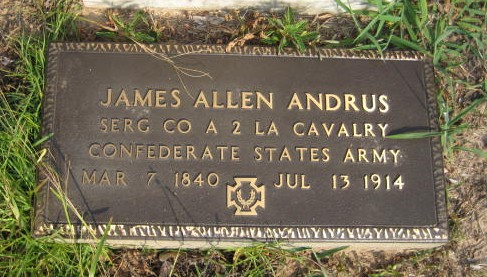 JAMES ALLEN ANDRUS
SERG CO A 2 LA CAVALRY
CONFEDERATE STATES ARMY
MAR 7 1840 JUL 13 1914